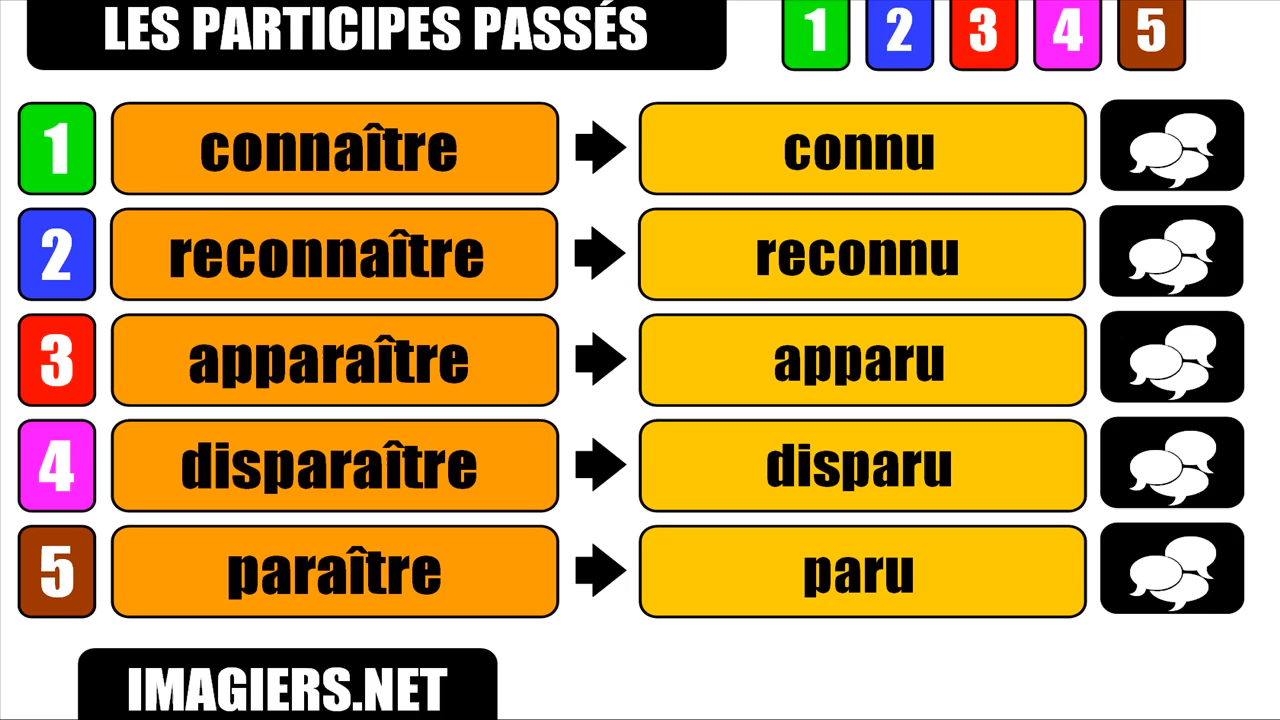 LES PARTICIPES PASSÉS 1 2 3 4 5
1 connaître connu
2 reconnaître reconnu
3 apparaître apparu
4 disparaître disparu
5 paraître paru
IMAGIERS.NET